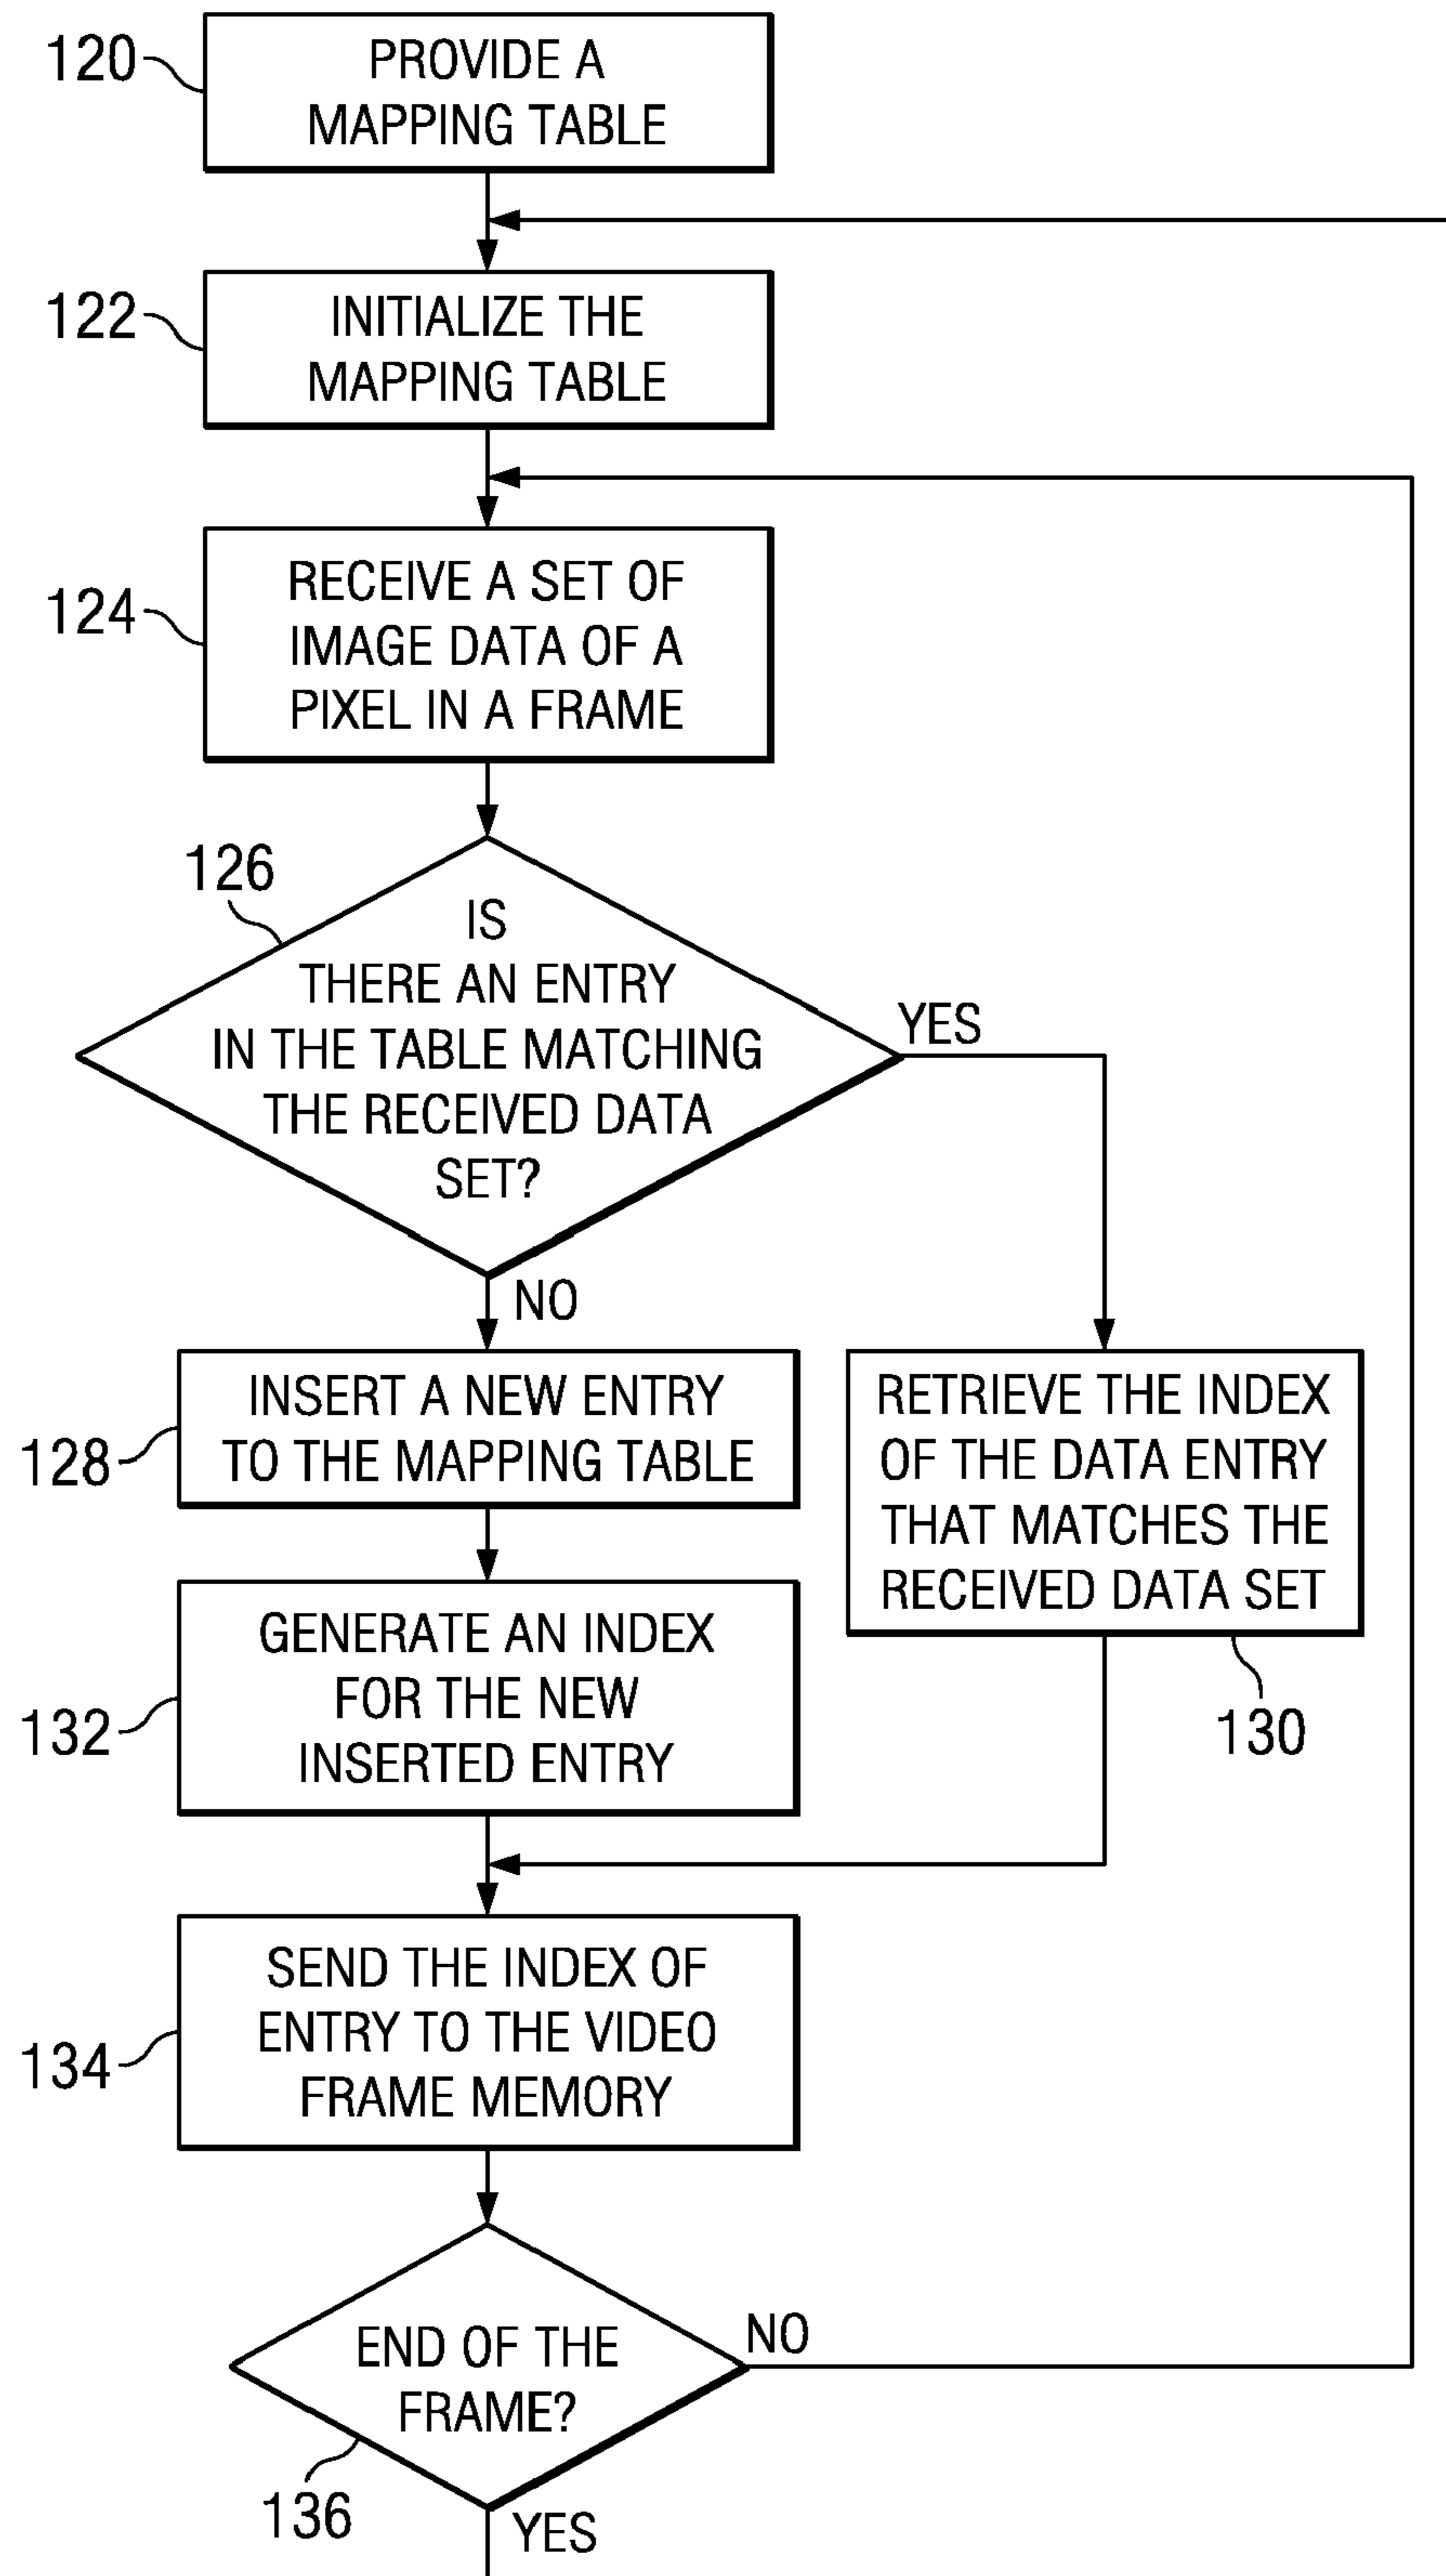 120
PROVIDE A
MAPPING TABLE
122
INITIALIZE THE
MAPPING TABLE
124
RECEIVE A SET OF
IMAGE DATA OF A
PIXEL IN A FRAME
126
IS
THERE AN ENTRY
IN THE TABLE MATCHING
THE RECEIVED DATA
SET?
YES
NO
128
INSERT A NEW ENTRY
TO THE MAPPING TABLE
RETRIEVE THE INDEX
OF THE DATA ENTRY
THAT MATCHES THE
RECEIVED DATA SET
130
132
GENERATE AN INDEX
FOR THE NEW
INSERTED ENTRY
134
SEND THE INDEX OF
ENTRY TO THE VIDEO
FRAME MEMORY
END OF THE
FRAME?
NO
136
YES